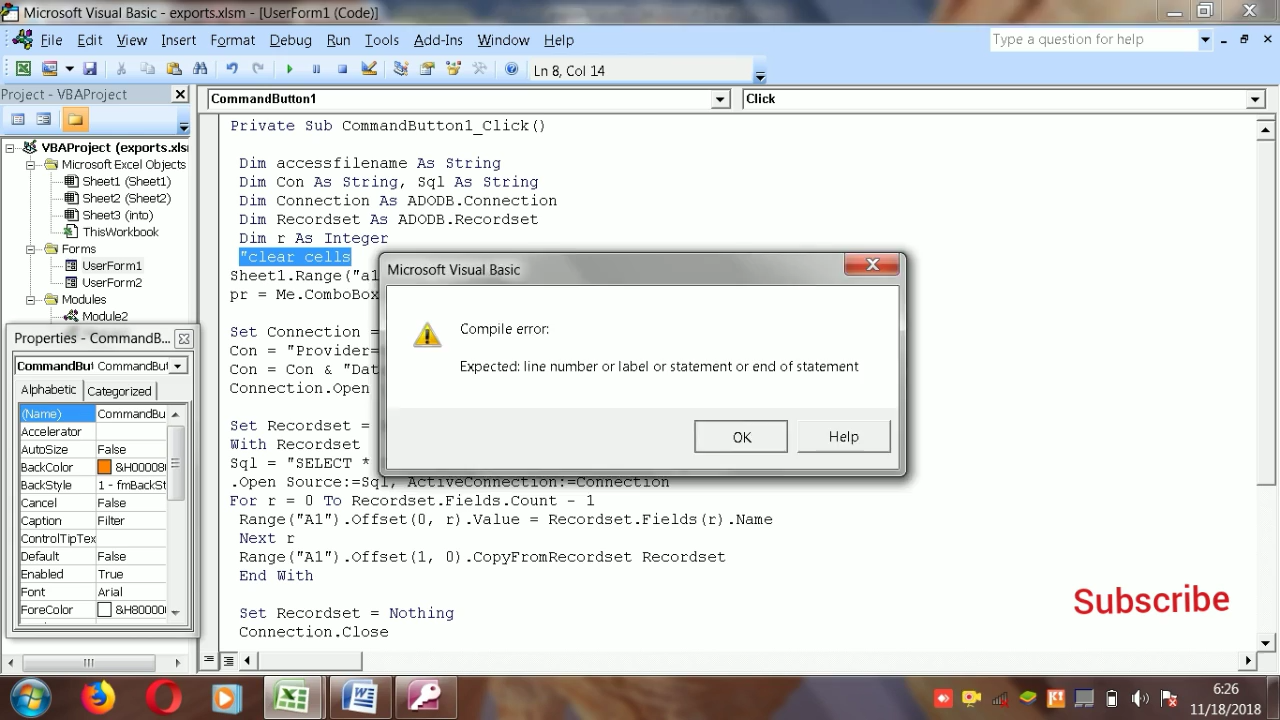 Microsoft Visual Basic - exports.xlsm - [UserForm1 (Code)]
File Edit View Insert Format Debug Run Tools Add-Ins Window Help
Type a question for help
Ln 8, Col 14
Project - VBAProject
CommandButton1
Click
VBAProject (exports.xlsm
Microsoft Excel Objects
Sheet1 (Sheet1)
Sheet2 (Sheet2)
Sheet3 (into)
ThisWorkbook
Forms
UserForm1
UserForm2
Modules
Module2
Properties - CommandB...
CommandBut CommandBut
Alphabetic Categorized
(Name) CommandBu
Accelerator
AutoSize False
BackColor &H00008
BackStyle 1 - fmBackSt
Cancel False
Caption Filter
ControlTipTex
Default False
Enabled True
Font Arial
ForeColor &H80000
Private Sub CommandButton1_Click()
Dim accessfilename As String
Dim Con As String, Sql As String
Dim Connection As ADODB.Connection
Dim Recordset As ADODB.Recordset
Dim r As Integer
"clear cells
Sheet1.Range("a1
pr = Me.ComboBox
Set Connection =
Con = "Provider=
Con = Con & "Dat
Connection.Open
Set Recordset =
With Recordset
Sql = "SELECT *
.Open Source:=Sql, ActiveConnection:=Connection
For r = 0 To Recordset.Fields.Count - 1
Range("A1").Offset(0, r).Value = Recordset.Fields(r).Name
Next r
Range("A1").Offset(1, 0).CopyFromRecordset Recordset
End With
Set Recordset = Nothing
Connection.Close
Microsoft Visual Basic
Compile error:
Expected: line number or label or statement or end of statement
OK
Help
Subscribe
6:26
11/18/2018